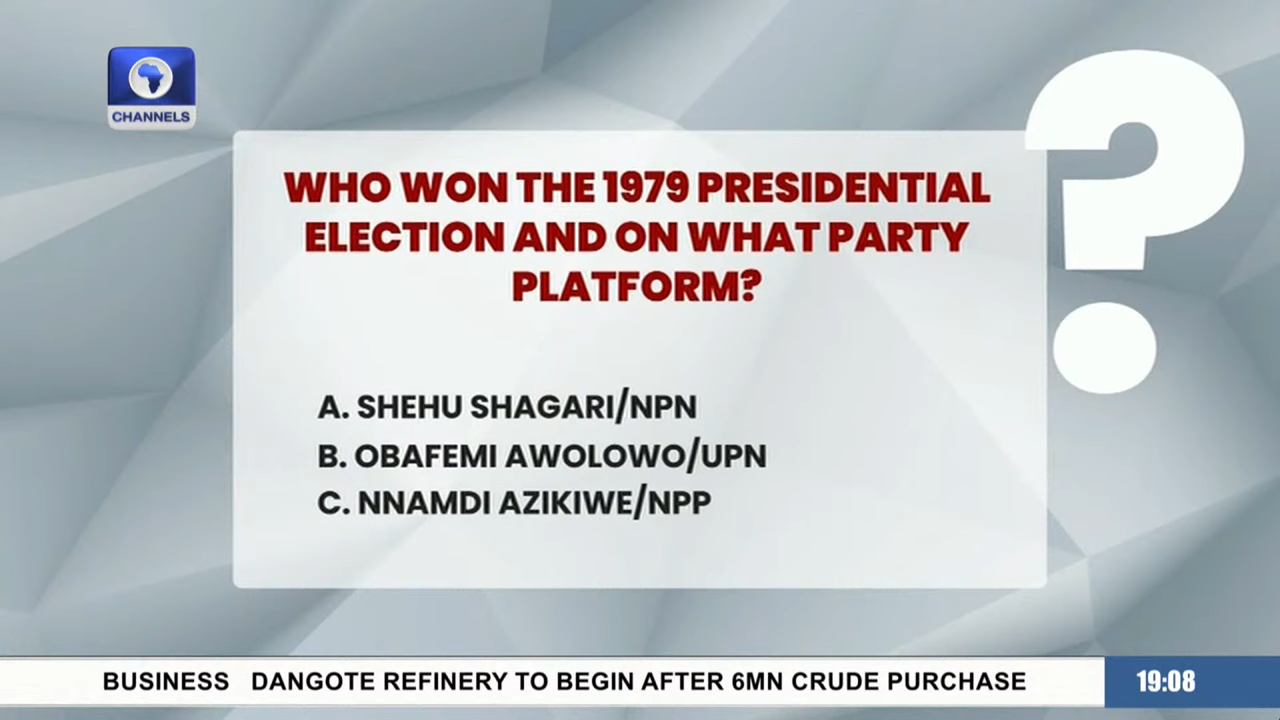 CHANNELS
WHO WON THE 1979 PRESIDENTIAL
ELECTION AND ON WHAT PARTY
PLATFORM?
?
A. SHEHU SHAGARI/NPN
B. OBAFEMI AWOLOWO/UPN
C. NNAMDI AZIKIWE/NPP
BUSINESS DANGOTE REFINERY TO BEGIN AFTER 6MN CRUDE PURCHASE
19:08